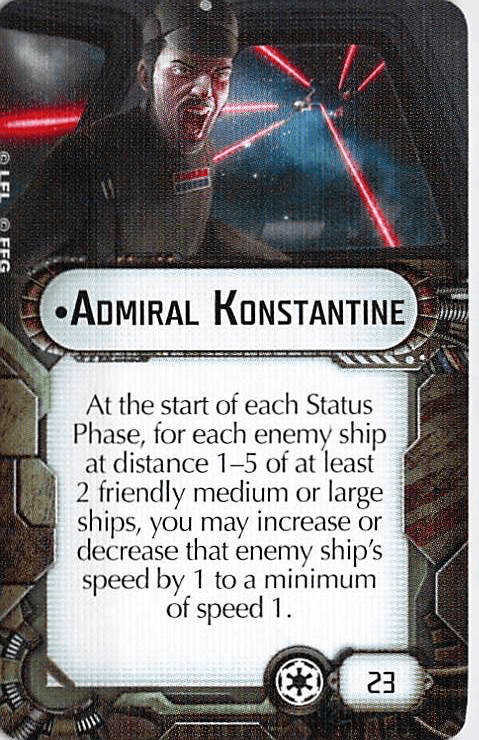 © LFL © FFG
•ADMIRAL KONSTANTINE
At the start of each Status
Phase, for each enemy ship
at distance 1–5 of at least
2 friendly medium or large
ships, you may increase or
decrease that enemy ship's
speed by 1 to a minimum
of speed 1.
23